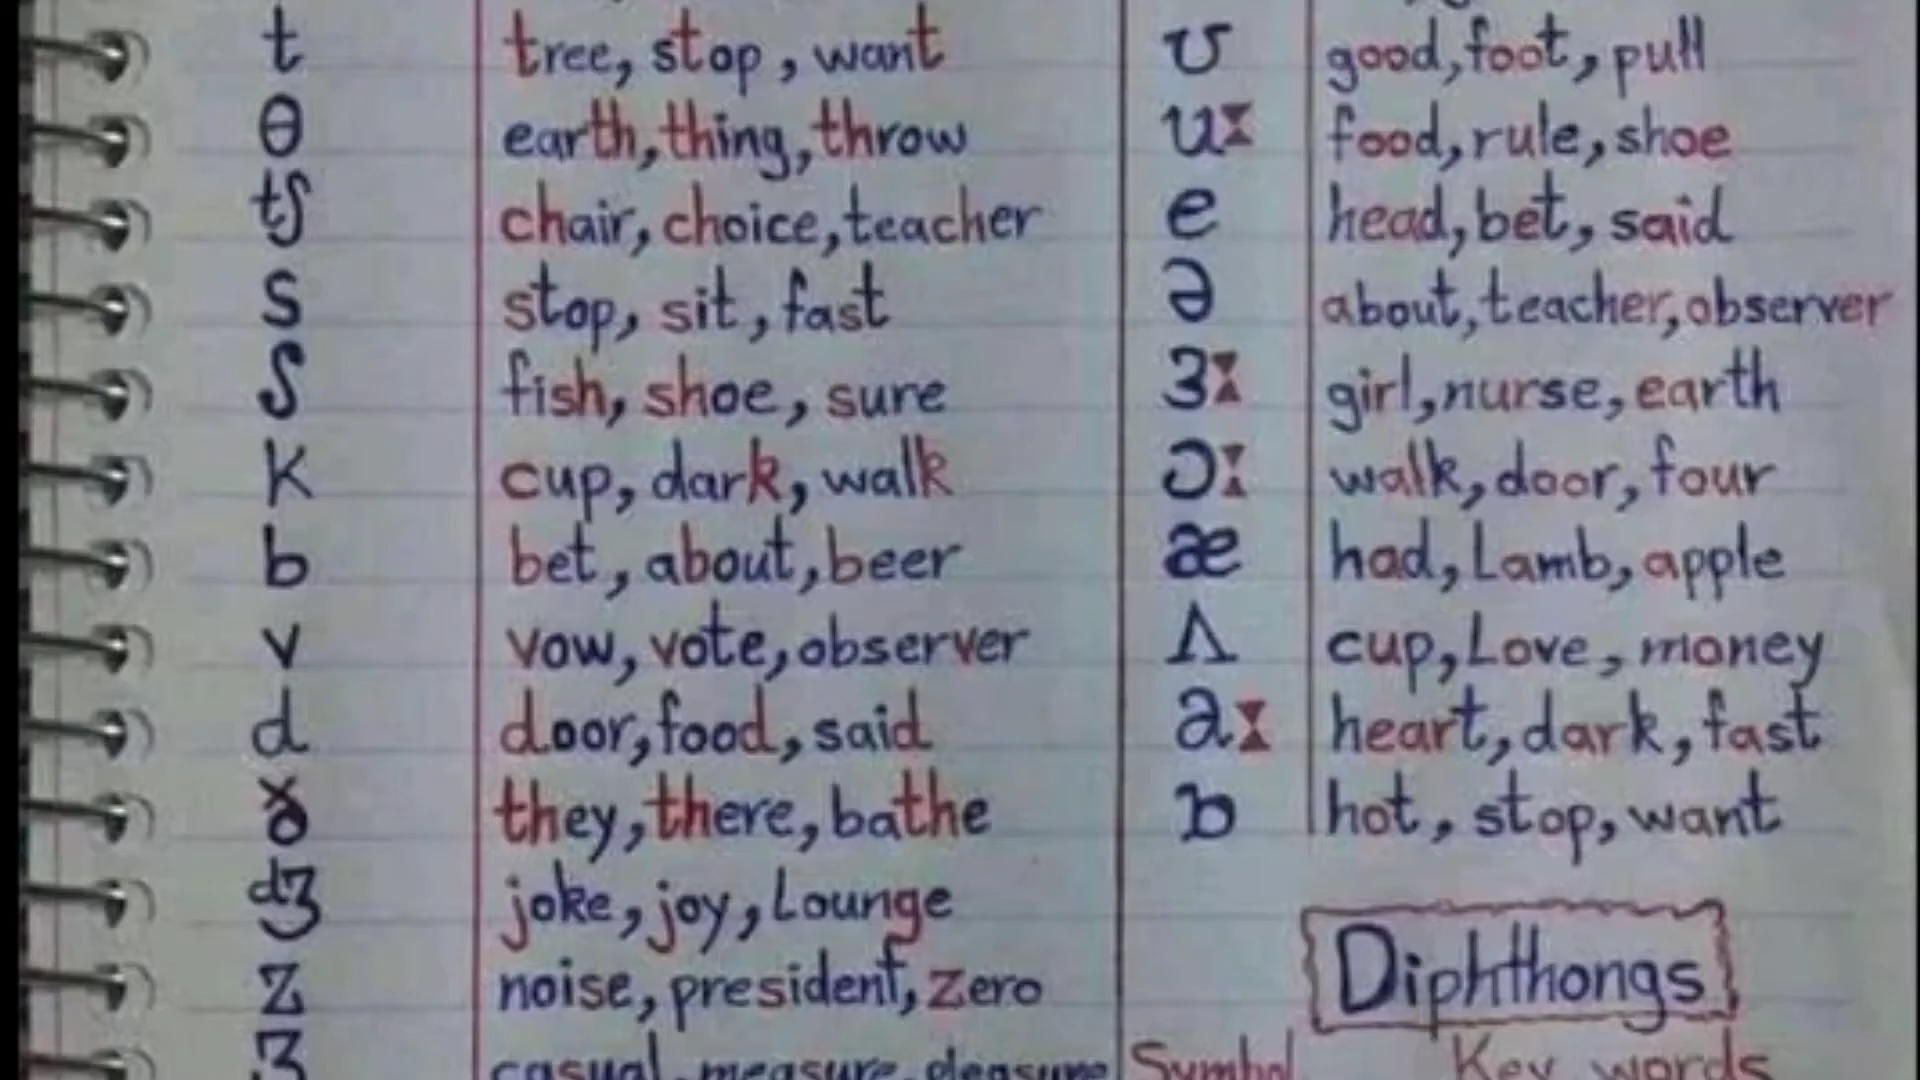 t tree, stop, want ʊ good, foot, pull
θ earth, thing, throw uː food, rule, shoe
tʃ chair, choice, teacher e head, bet, said
s stop, sit, fast ə about, teacher, observer
ʃ fish, shoe, sure ɜː girl, nurse, earth
k cup, dark, walk ɔː walk, door, four
b bet, about, beer æ had, Lamb, apple
v vow, vote, observer ʌ cup, Love, money
d door, food, said aː heart, dark, fast
ð they, there, bathe ɒ hot, stop, want
dʒ joke, joy, Lounge
z noise, president, zero
Diphthongs
ʒ casual, measure, pleasure Symbol Key words